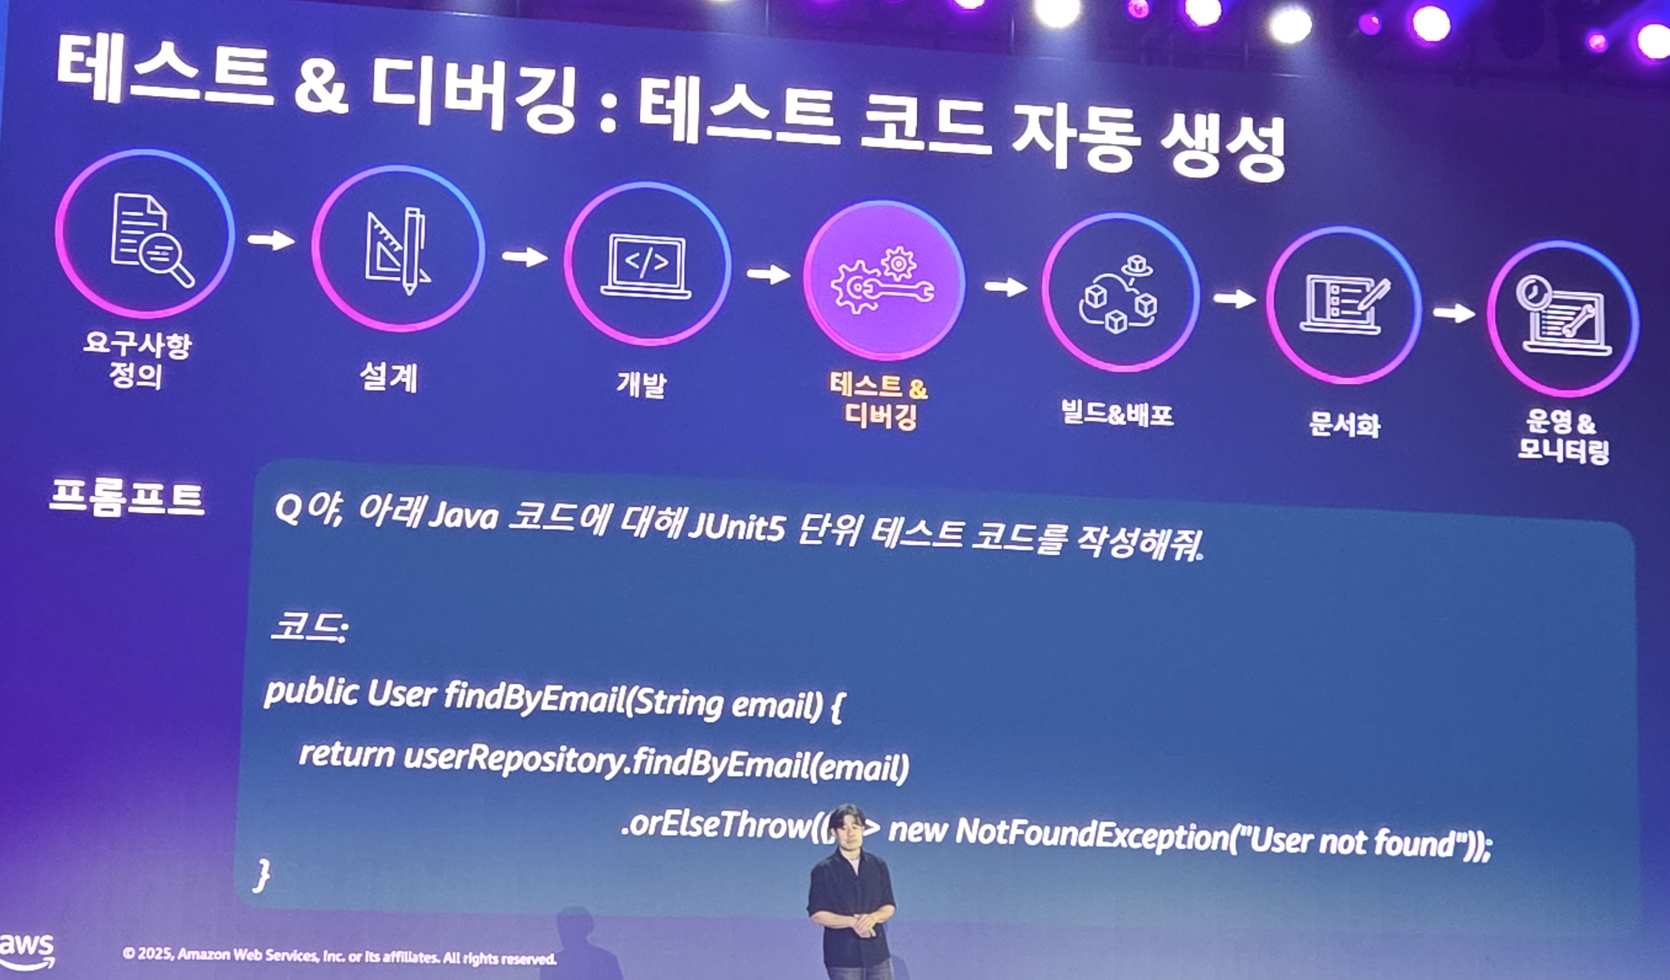 테스트 & 디버깅 : 테스트 코드 자동 생성
요구사항
정의
설계
개발
테스트 &
디버깅
빌드&배포
문서화
운영 &
모니터링
프롬프트
Q야, 아래 Java 코드에 대해 JUnit5 단위 테스트 코드를 작성해줘.
코드:
public User findByEmail(String email) {
return userRepository.findByEmail(email)
.orElseThrow(( > new NotFoundException("User not found"));
}
aws
© 2025, Amazon Web Services, Inc. or its affiliates. All rights reserved.